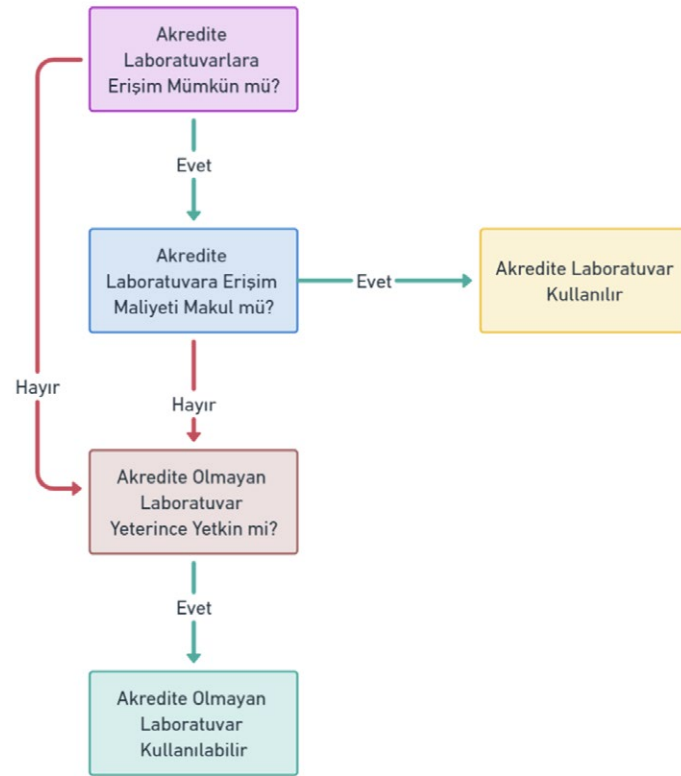 Akredite
Laboratuvarlara
Erişim Mümkün mü?
Evet
Akredite
Laboratuvara Erişim
Maliyeti Makul mü?
Evet
Akredite Laboratuvar
Kullanılır
Hayır
Hayır
Akredite Olmayan
Laboratuvar
Yeterince Yetkin mi?
Evet
Akredite Olmayan
Laboratuvar
Kullanılabilir